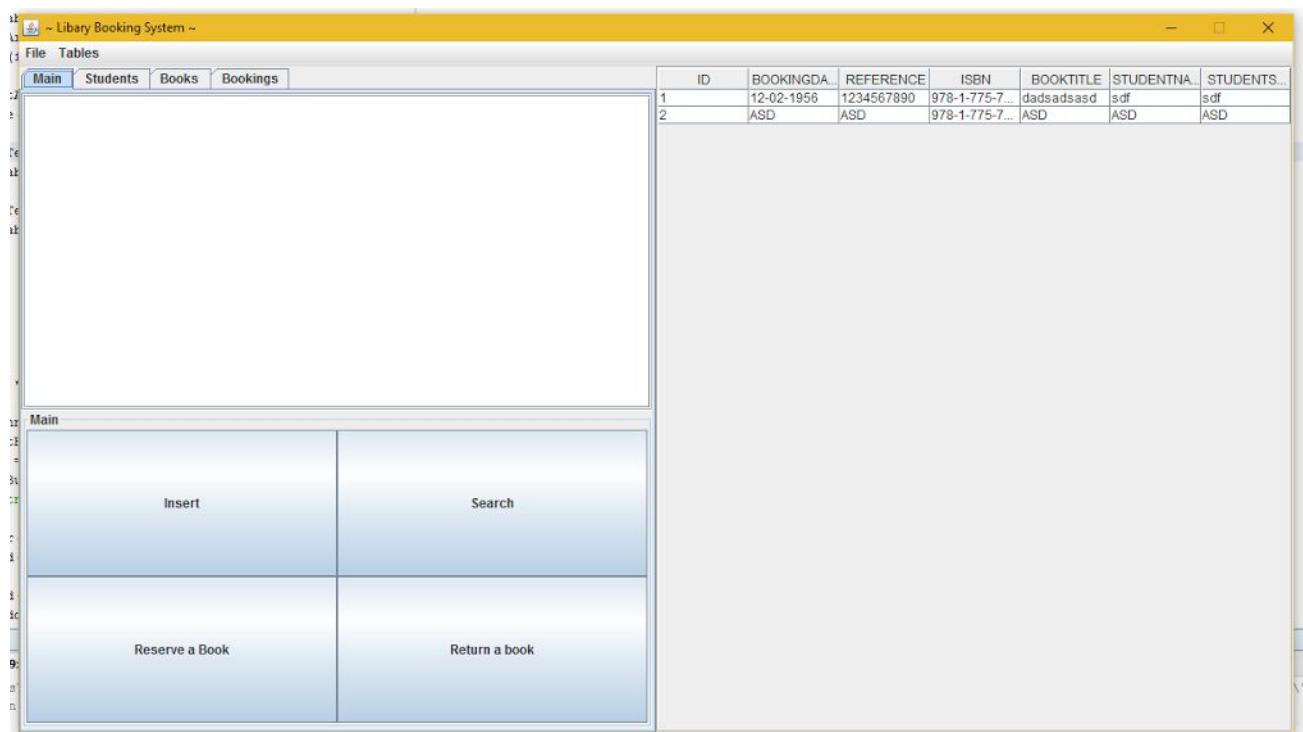 ~ Libary Booking System ~
File Tables
Main Students Books Bookings
ID BOOKINGDA... REFERENCE ISBN BOOKTITLE STUDENTNA... STUDENTS...
1 12-02-1956 1234567890 978-1-775-7... dadsadsasd sdf sdf
2 ASD ASD 978-1-775-7... ASD ASD ASD
Main
Insert Search
Reserve a Book Return a book